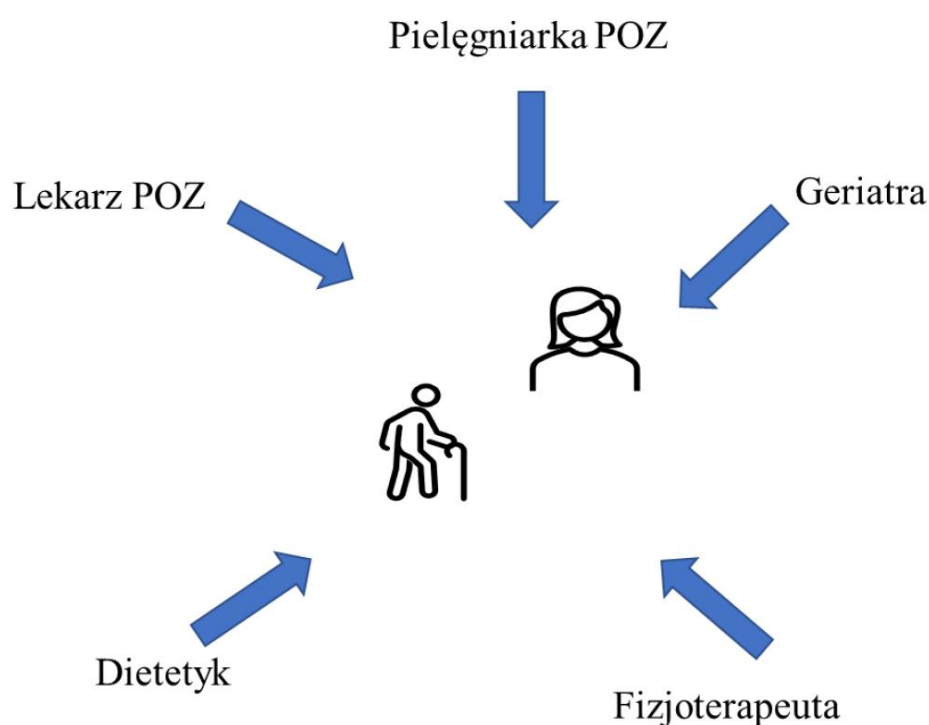 Pielęgniarka POZ
Lekarz POZ
Geriatra
Dietetyk
Fizjoterapeuta